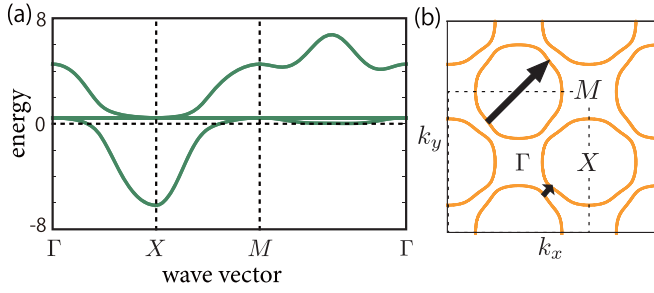 (a)
8
energy
0
-8
Γ
X
M
Γ
wave vector
(b)
M
k_y
Γ
X
k_x